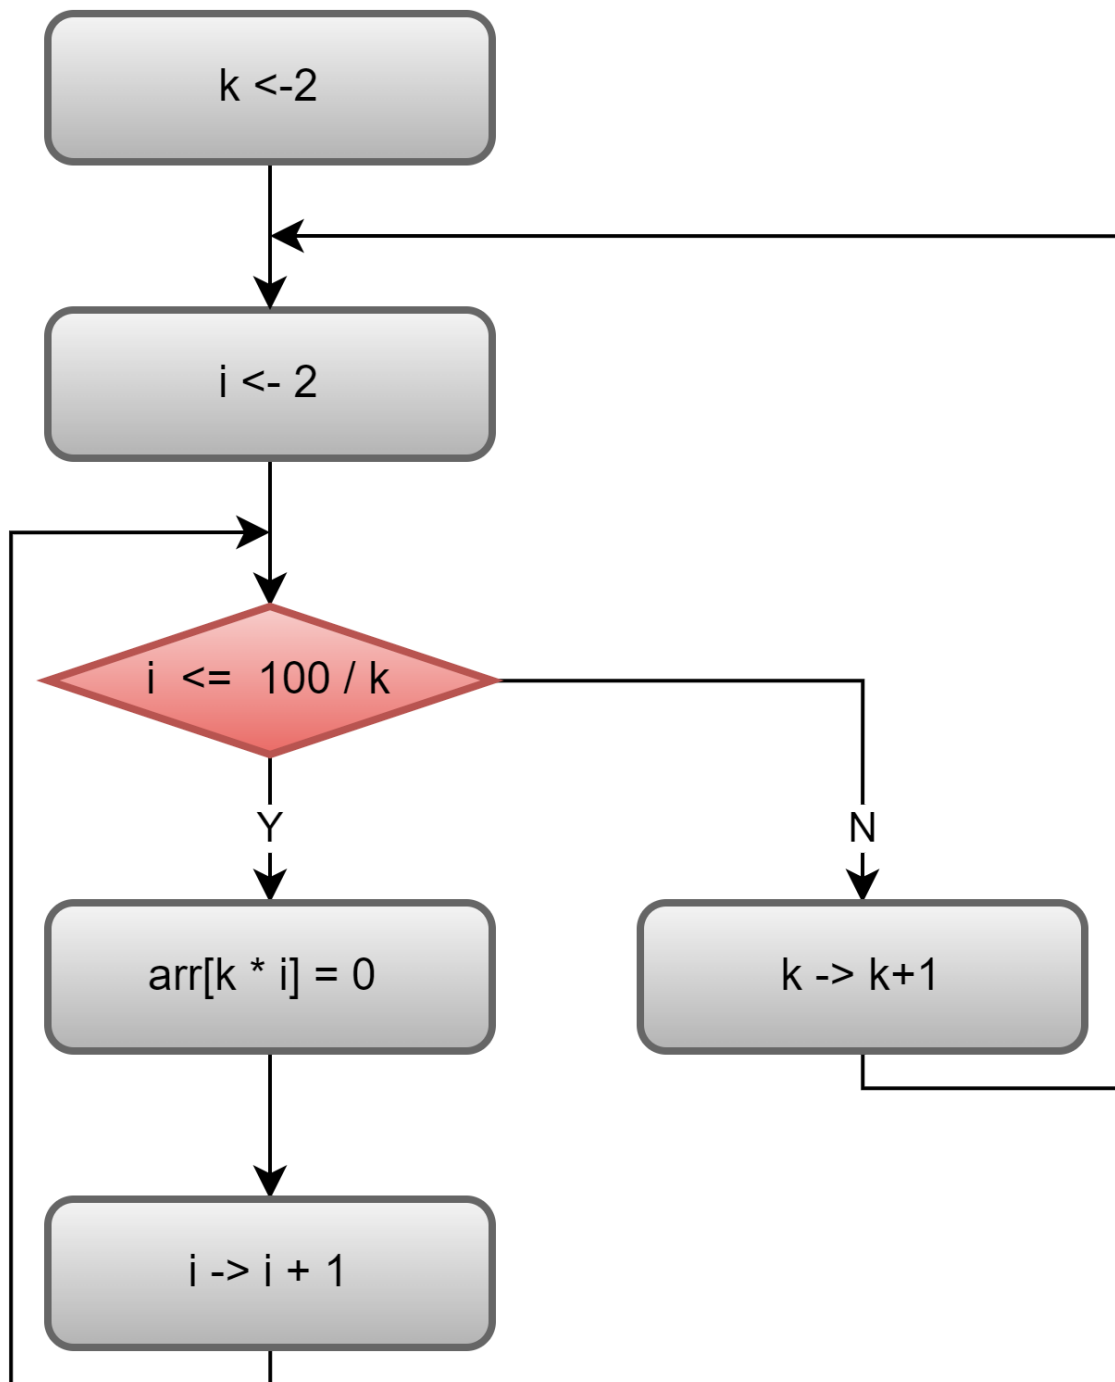 k <-2
i <- 2
i <= 100 / k
Y
N
arr[k * i] = 0
k -> k+1
i -> i + 1